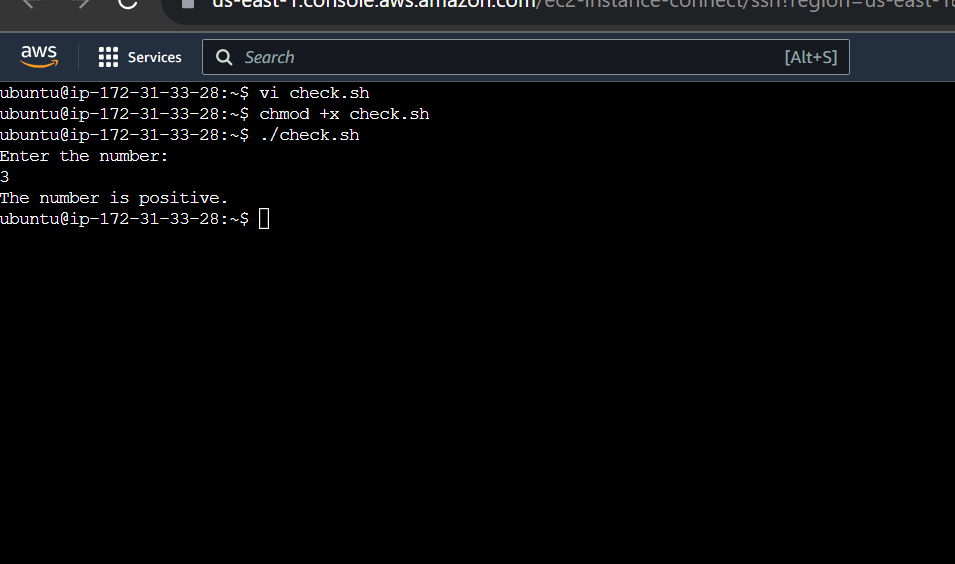 us-east-1.console.aws.amazon.com/ec2-instance-connect/ssh?region=us-east-1&
aws
Services
Search
[Alt+S]
ubuntu@ip-172-31-33-28:~$ vi check.sh
ubuntu@ip-172-31-33-28:~$ chmod +x check.sh
ubuntu@ip-172-31-33-28:~$ ./check.sh
Enter the number:
3
The number is positive.
ubuntu@ip-172-31-33-28:~$